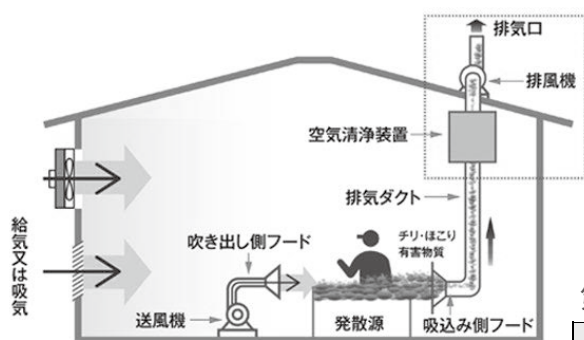 排気口
排風機
空気清浄装置
排気ダクト
吹き出し側フード
チリ・ほこり
有害物質
給気又は吸気
送風機
発散源
吸込み側フード